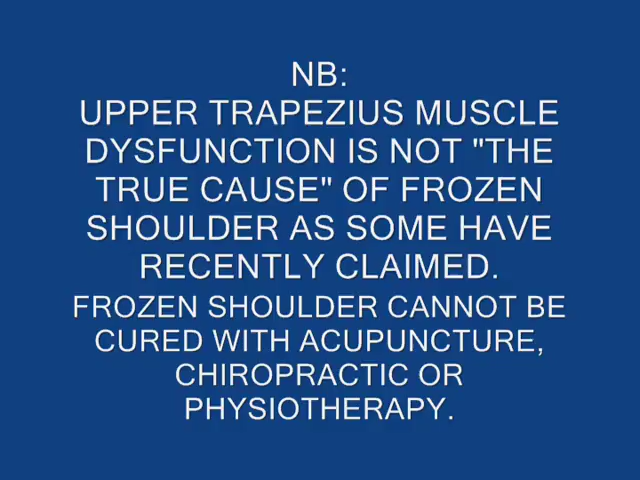 NB:
UPPER TRAPEZIUS MUSCLE
DYSFUNCTION IS NOT "THE
TRUE CAUSE" OF FROZEN
SHOULDER AS SOME HAVE
RECENTLY CLAIMED.
FROZEN SHOULDER CANNOT BE
CURED WITH ACUPUNCTURE,
CHIROPRACTIC OR
PHYSIOTHERAPY.